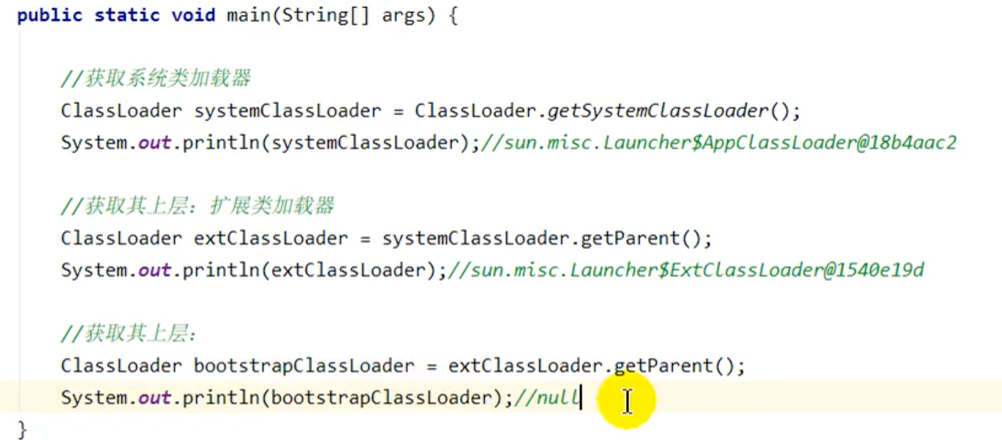 public static void main(String[] args) {
//获取系统类加载器
ClassLoader systemClassLoader = ClassLoader.getSystemClassLoader();
System.out.println(systemClassLoader);//sun.misc.Launcher$AppClassLoader@18b4aac2
//获取其上层：扩展类加载器
ClassLoader extClassLoader = systemClassLoader.getParent();
System.out.println(extClassLoader);//sun.misc.Launcher$ExtClassLoader@1540e19d
//获取其上层：
ClassLoader bootstrapClassLoader = extClassLoader.getParent();
System.out.println(bootstrapClassLoader);//null
}